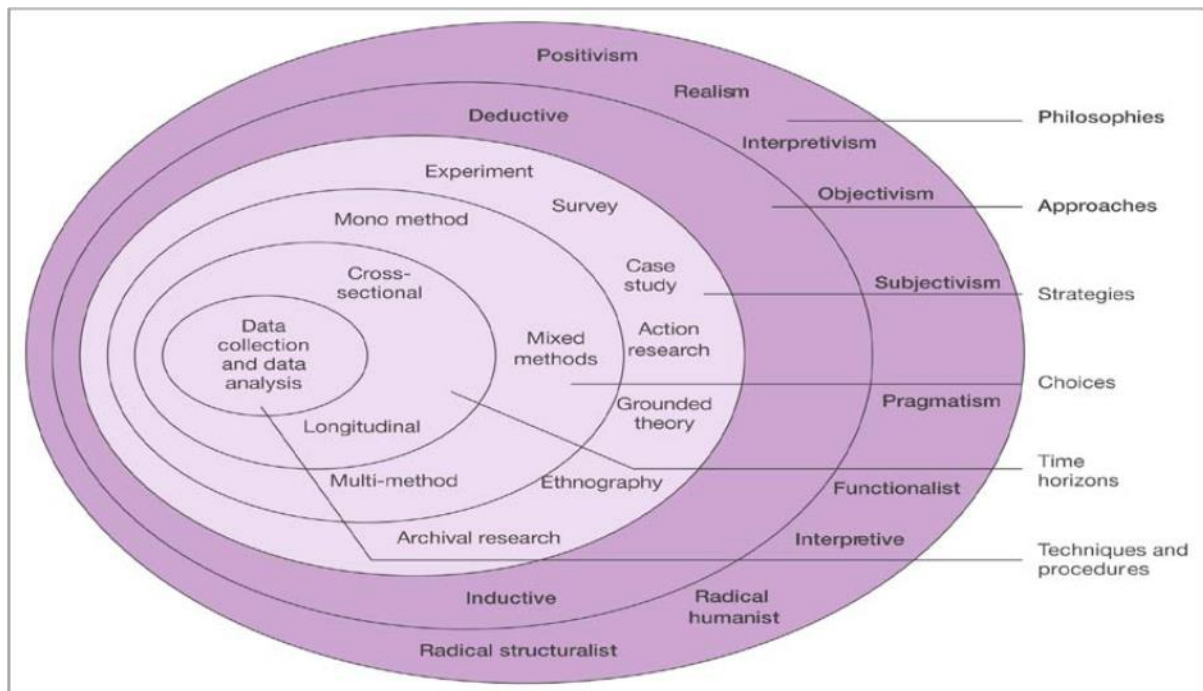 Positivism
Realism
Philosophies
Deductive
Interpretivism
Experiment
Objectivism
Survey
Approaches
Mono method
Case
study
Cross-
sectional
Subjectivism
Strategies
Data
collection
and data
analysis
Mixed
methods
Action
research
Choices
Pragmatism
Grounded
theory
Longitudinal
Time
horizons
Multi-method
Ethnography
Functionalist
Archival research
Interpretive
Techniques and
procedures
Inductive
Radical
humanist
Radical structuralist